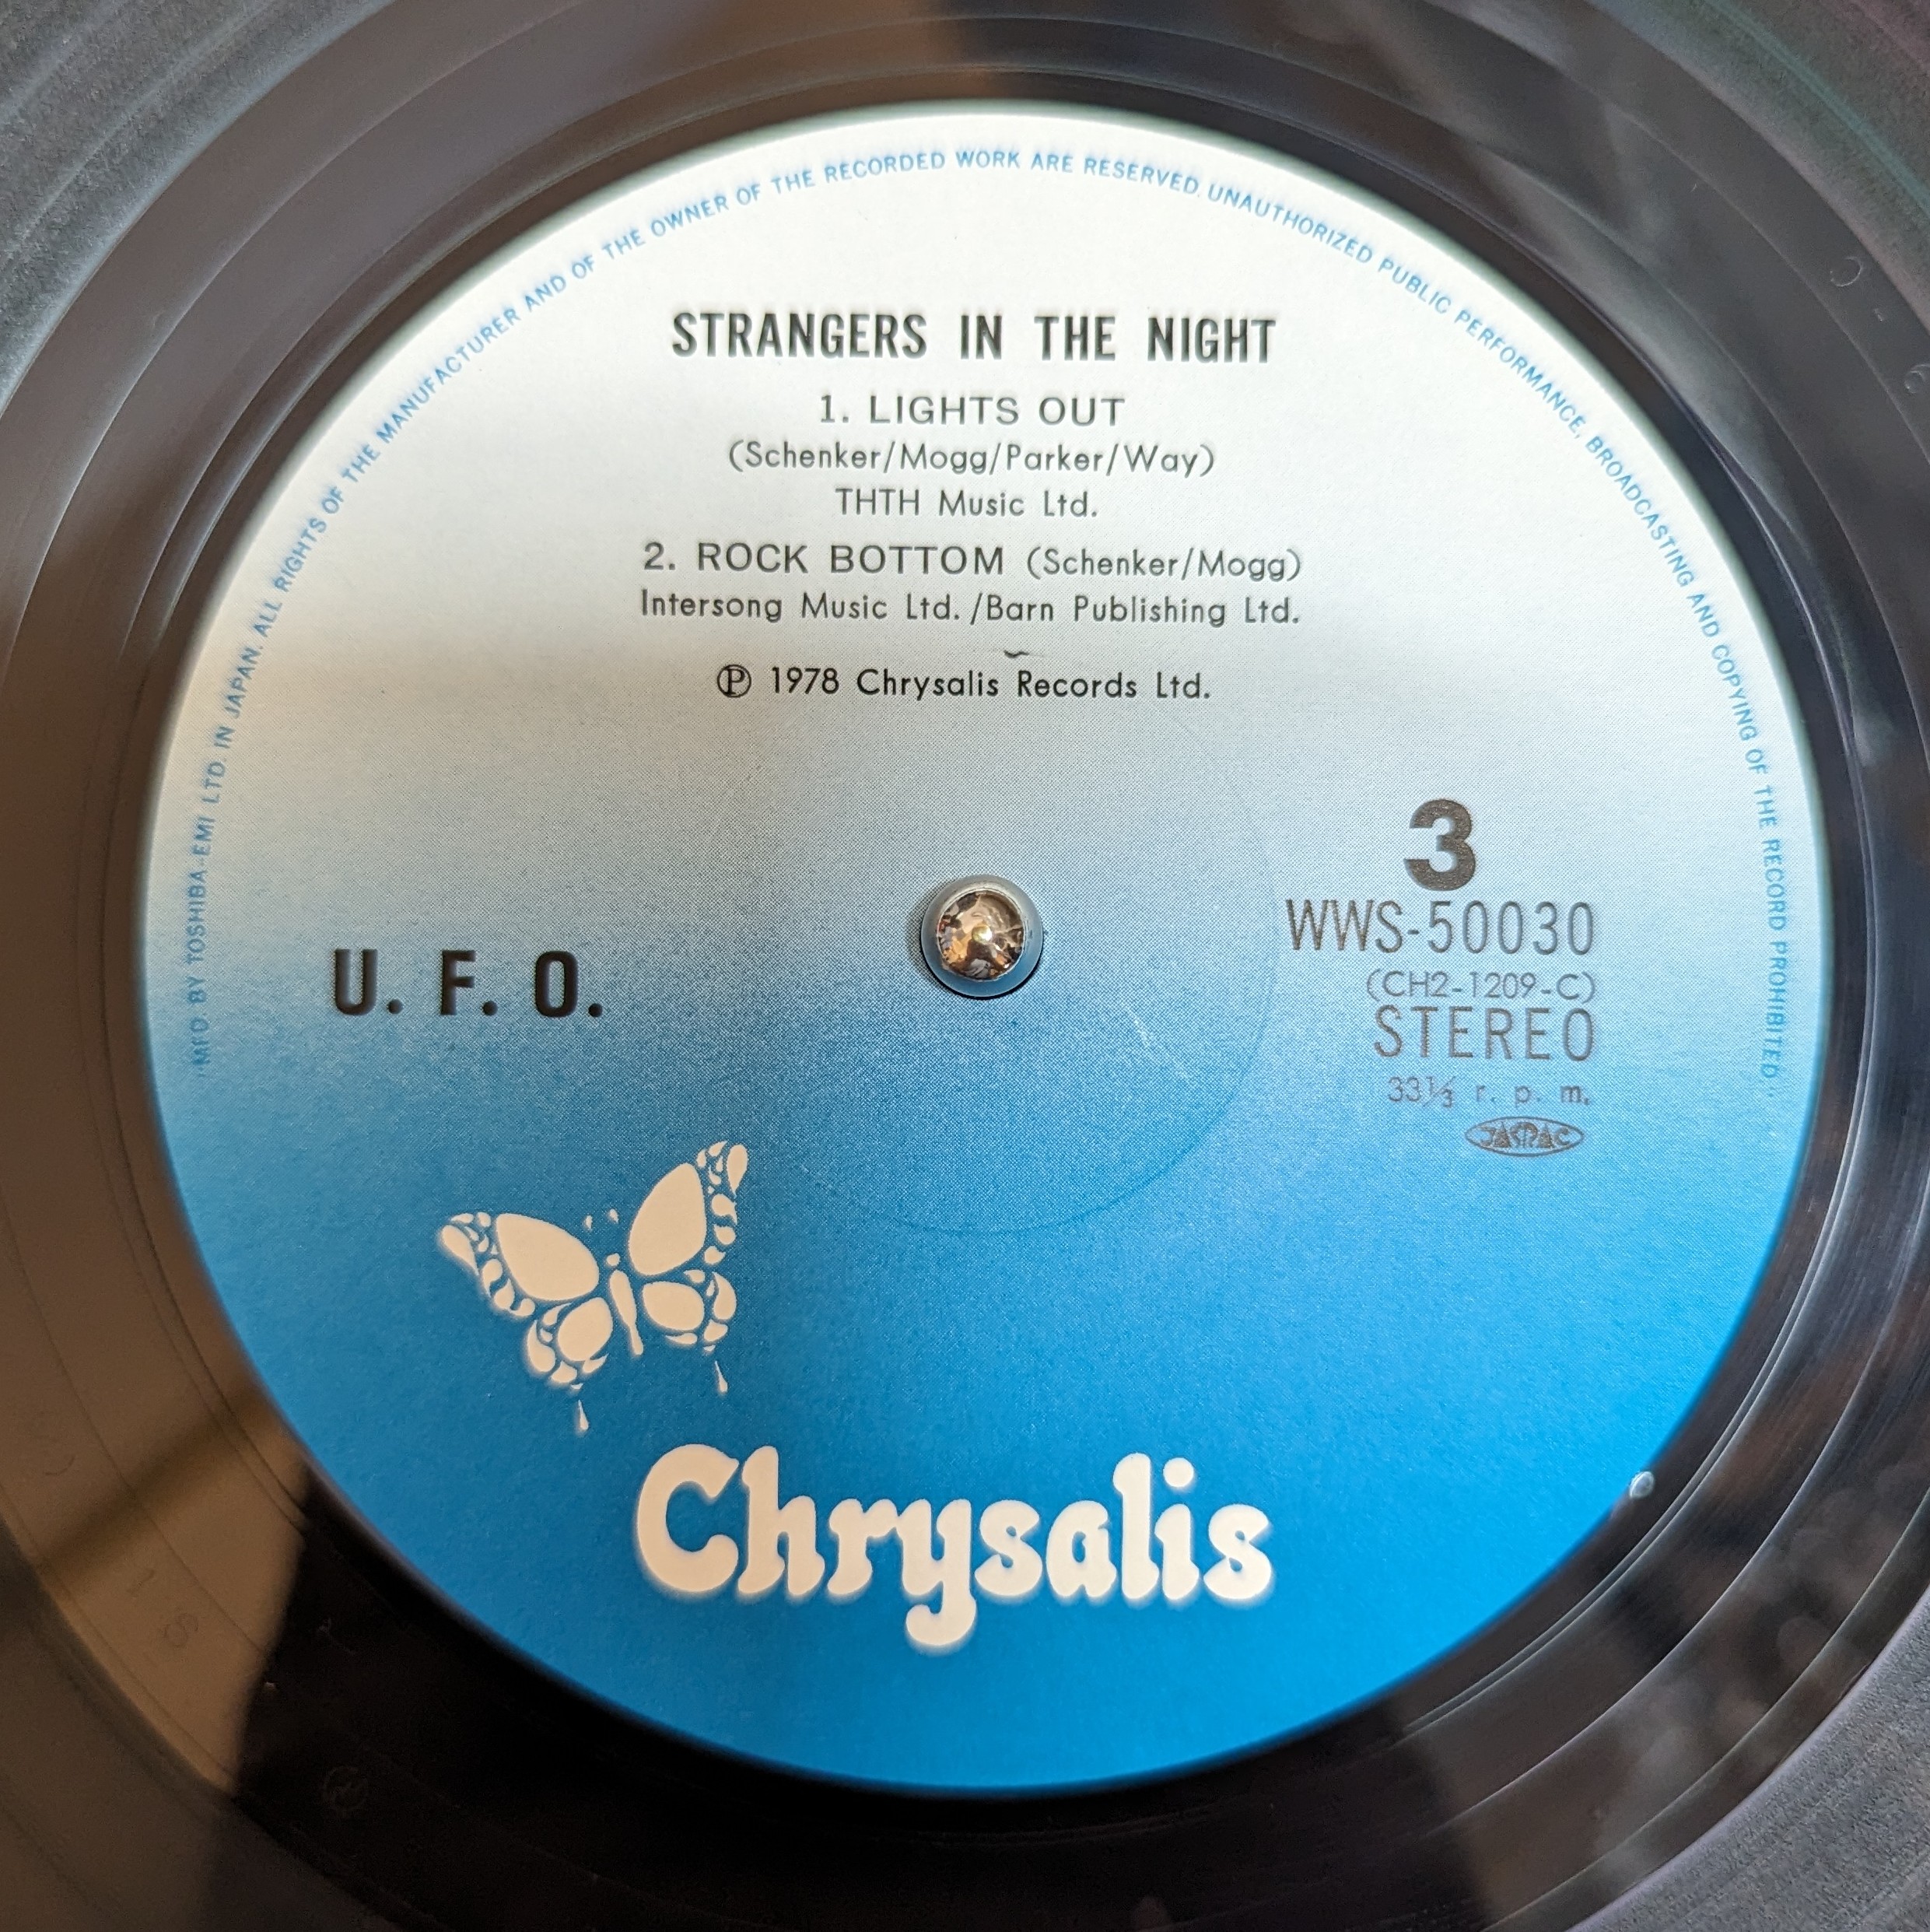 MFD. BY TOSHIBA-EMI LTD. IN JAPAN. ALL RIGHTS OF THE MANUFACTURER AND OF THE OWNER OF THE RECORDED WORK ARE RESERVED. UNAUTHORIZED PUBLIC PERFORMANCE, BROADCASTING AND COPYING OF THE RECORD PROHIBITED.
STRANGERS IN THE NIGHT
1. LIGHTS OUT
(Schenker/Mogg/Parker/Way)
THTH Music Ltd.
2. ROCK BOTTOM (Schenker/Mogg)
Intersong Music Ltd. /Barn Publishing Ltd.
℗ 1978 Chrysalis Records Ltd.
3
WWS-50030
(CH2-1209-C)
STEREO
33⅓ r. p. m.
JASRAC
U. F. O.
Chrysalis